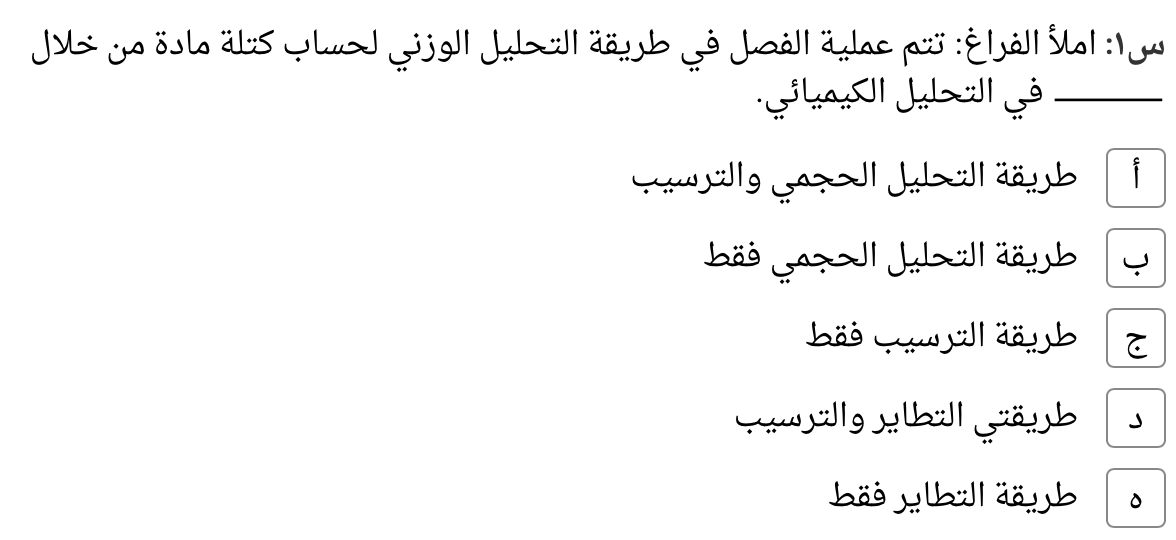 س١: املأ الفراغ: تتم عملية الفصل في طريقة التحليل الوزني لحساب كتلة مادة من خلال
ـــــــــ في التحليل الكيميائي.
أ طريقة التحليل الحجمي والترسيب
ب طريقة التحليل الحجمي فقط
ج طريقة الترسيب فقط
د طريقتي التطاير والترسيب
ه طريقة التطاير فقط